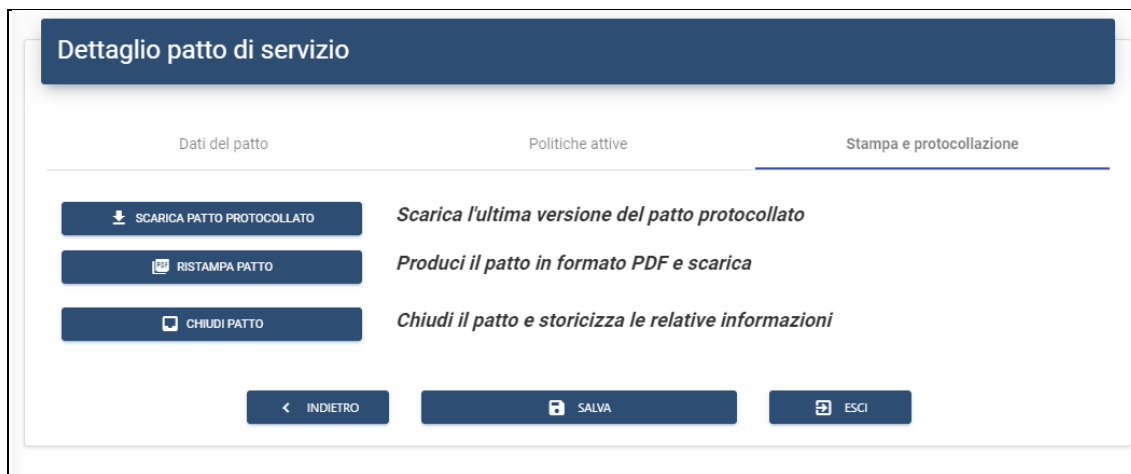 Dettaglio patto di servizio
Dati del patto
Politiche attive
Stampa e protocollazione
SCARICA PATTO PROTOCOLLATO
Scarica l'ultima versione del patto protocollato
PDF
RISTAMPA PATTO
Produci il patto in formato PDF e scarica
CHIUDI PATTO
Chiudi il patto e storicizza le relative informazioni
INDIETRO
SALVA
ESCI